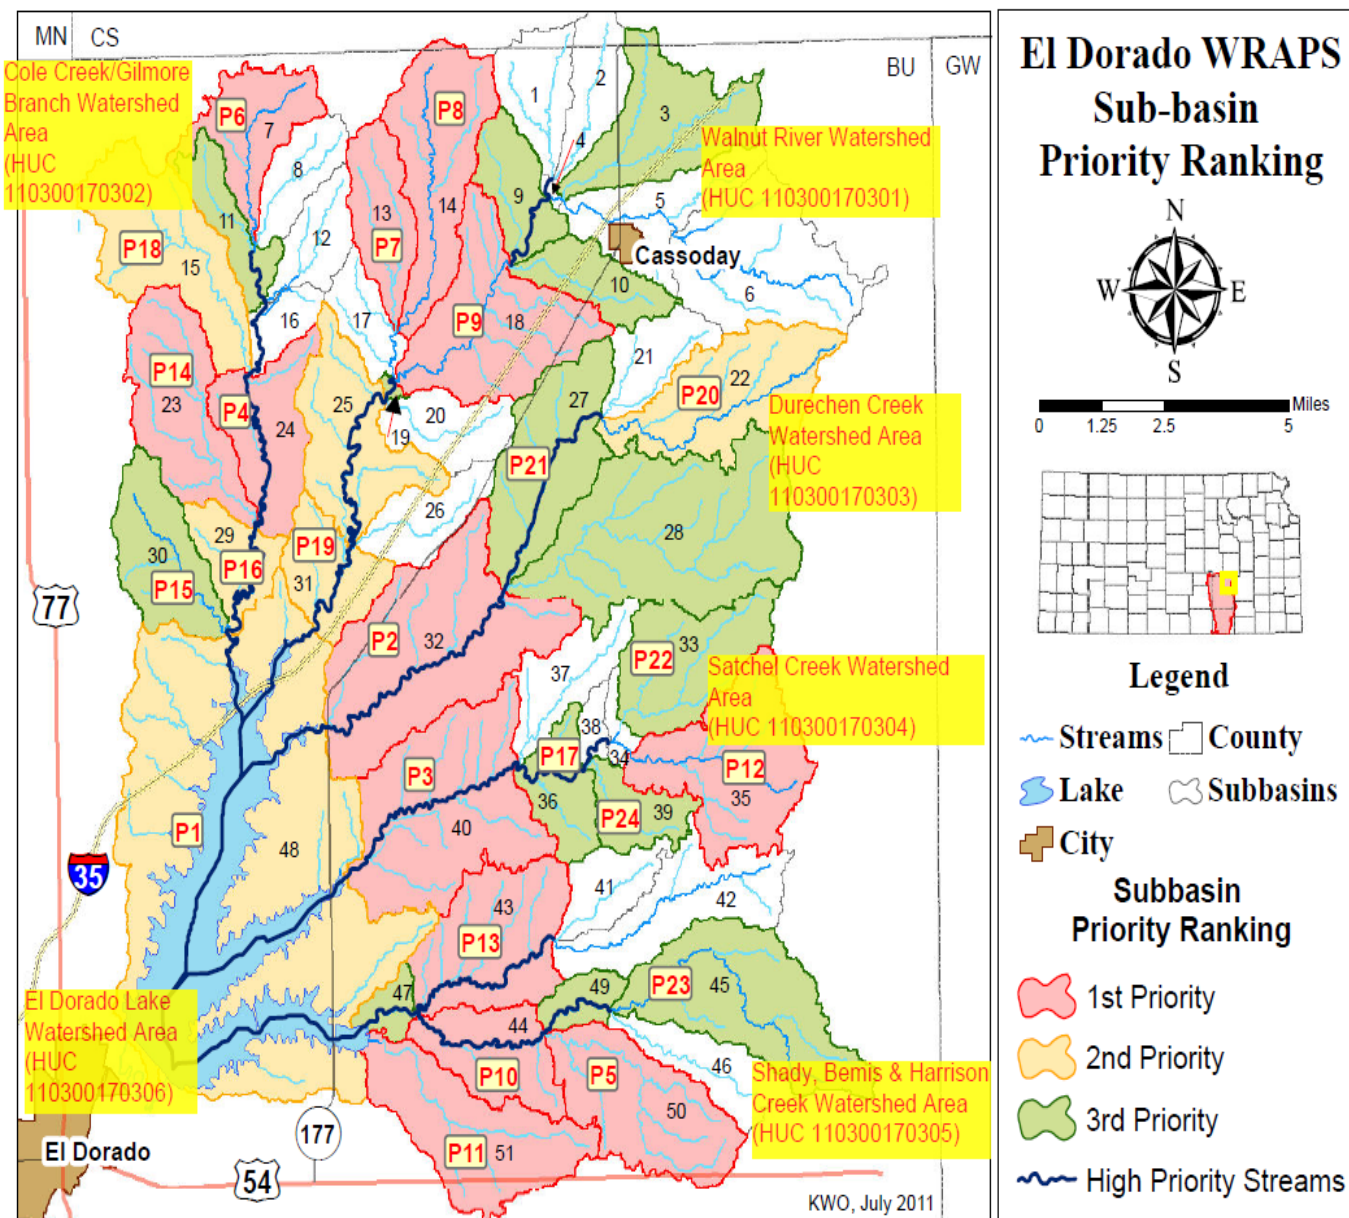 MN
CS
BU
GW
Cole Creek/Gilmore
Branch Watershed
Area
(HUC
110300170302)
Walnut River Watershed
Area
(HUC 110300170301)
Durechen Creek
Watershed Area
(HUC
110300170303)
Satchel Creek Watershed
Area
(HUC 110300170304)
El Dorado Lake
Watershed Area
(HUC
110300170306)
Shady, Bemis & Harrison
Creek Watershed Area
(HUC 110300170305)
P6
P8
P18
P7
P9
P14
P4
P20
P21
P15
P16
P19
P2
P22
P3
P17
P12
P24
P1
P13
P23
P10
P5
P11
1
2
3
4
5
6
7
8
9
10
11
12
13
14
15
16
17
18
19
20
21
22
23
24
25
26
27
28
29
30
31
32
33
34
35
36
37
38
39
40
41
42
43
44
45
46
47
48
49
50
51
Cassoday
El Dorado
77
35
177
54
KWO, July 2011
El Dorado WRAPS
Sub-basin
Priority Ranking
N
W
E
S
Miles
0 1.25 2.5 5
Legend
Streams
County
Lake
Subbasins
City
Subbasin
Priority Ranking
1st Priority
2nd Priority
3rd Priority
High Priority Streams